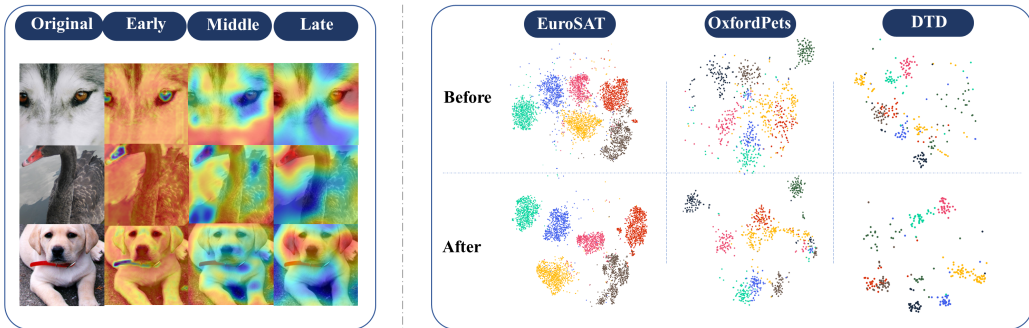 Original Early Middle Late
EuroSAT OxfordPets DTD
Before
After